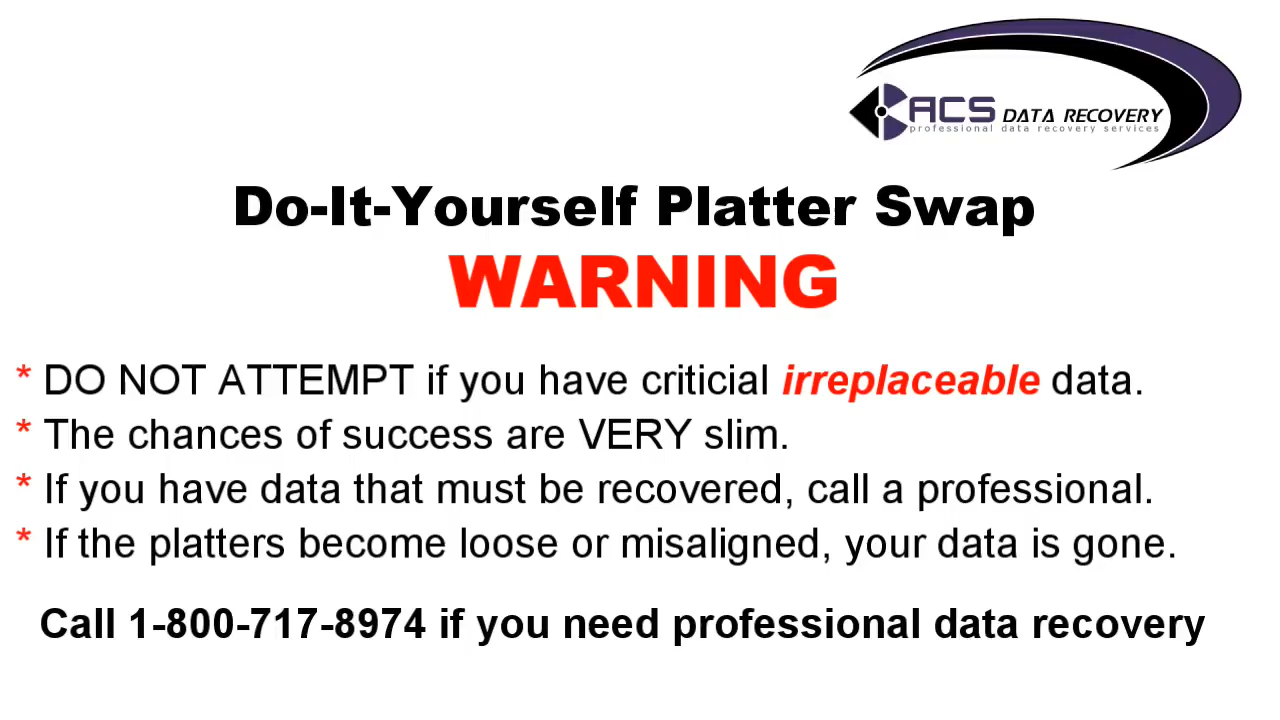 ACS DATA RECOVERY
professional data recovery services
Do-It-Yourself Platter Swap
WARNING
* DO NOT ATTEMPT if you have criticial irreplaceable data.
* The chances of success are VERY slim.
* If you have data that must be recovered, call a professional.
* If the platters become loose or misaligned, your data is gone.
Call 1-800-717-8974 if you need professional data recovery